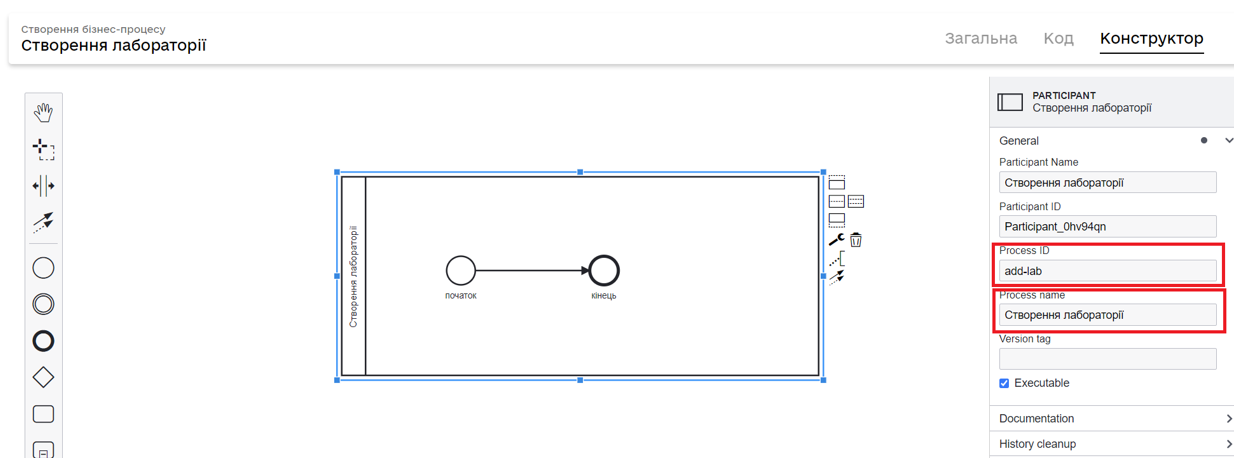 Створення бізнес-процесу
Створення лабораторії
Загальна Код Конструктор
PARTICIPANT
Створення лабораторії
General
Participant Name
Створення лабораторії
Participant ID
Participant_0hv94qn
Process ID
add-lab
Process name
Створення лабораторії
Version tag
Executable
Documentation
History cleanup
Створення лабораторії
початок
кінець